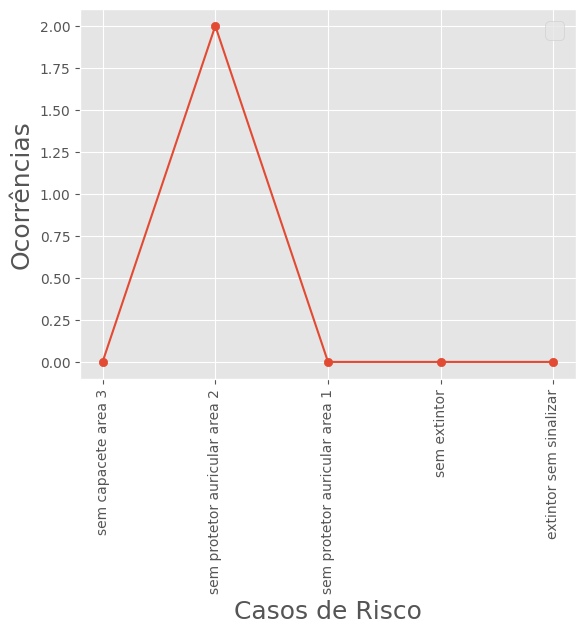 Ocorrências
2.00
1.75
1.50
1.25
1.00
0.75
0.50
0.25
0.00
sem capacete area 3
sem protetor auricular area 2
sem protetor auricular area 1
sem extintor
extintor sem sinalizar
Casos de Risco